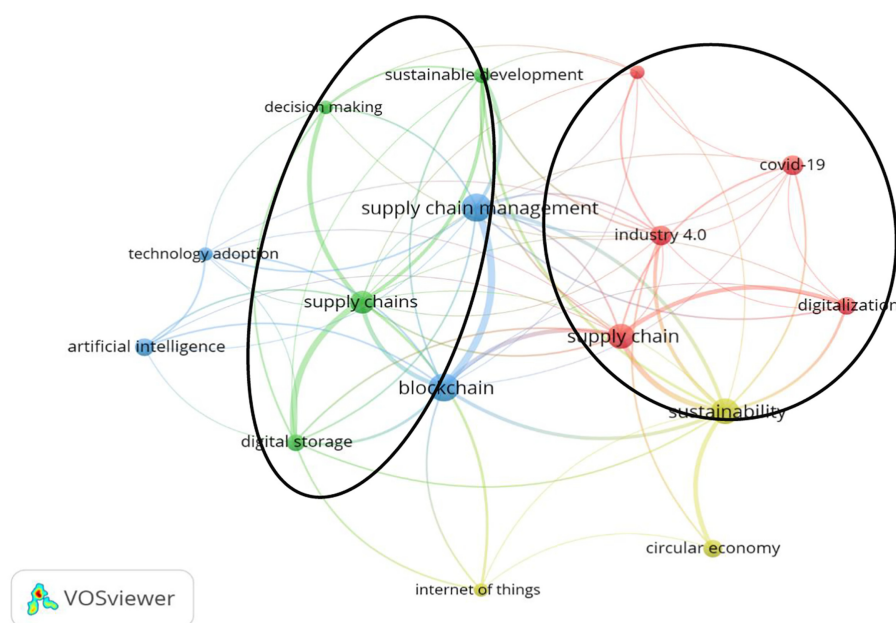 sustainable development
decision making
covid-19
supply chain management
industry 4.0
technology adoption
supply chains
digitalization
supply chain
artificial intelligence
blockchain
sustainability
digital storage
circular economy
internet of things
VOSviewer